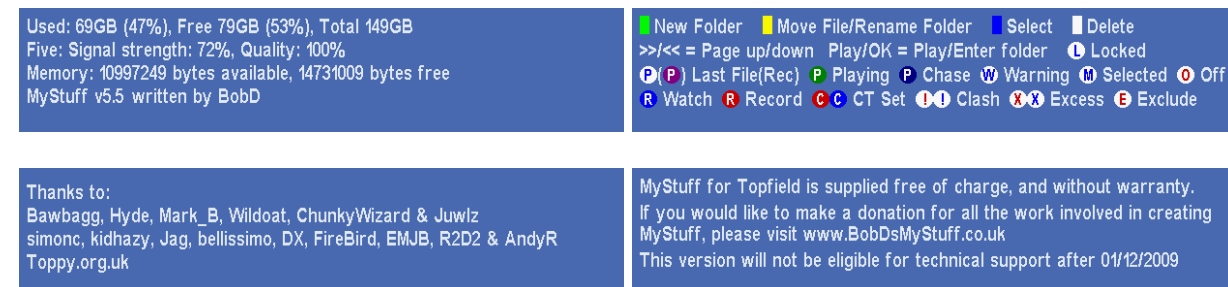 Used: 69GB (47%), Free 79GB (53%), Total 149GB
Five: Signal strength: 72%, Quality: 100%
Memory: 10997249 bytes available, 14731009 bytes free
MyStuff v5.5 written by BobD
New Folder Move File/Rename Folder Select Delete
>>/<< = Page up/down Play/OK = Play/Enter folder L Locked
P(P) Last File(Rec) P Playing P Chase W Warning M Selected O Off
R Watch R Record C C CT Set ! ! Clash X X Excess E Exclude
Thanks to:
Bawbagg, Hyde, Mark_B, Wildoat, ChunkyWizard & Juwlz
simonc, kidhazy, Jag, bellissimo, DX, FireBird, EMJB, R2D2 & AndyR
Toppy.org.uk
MyStuff for Topfield is supplied free of charge, and without warranty.
If you would like to make a donation for all the work involved in creating
MyStuff, please visit www.BobDsMyStuff.co.uk
This version will not be eligible for technical support after 01/12/2009